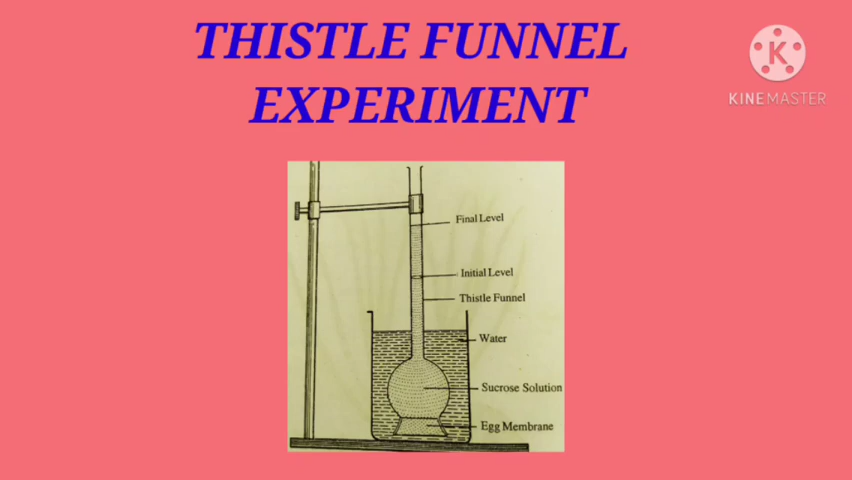 THISTLE FUNNEL
EXPERIMENT
K
KINEMASTER
Final Level
Initial Level
Thistle Funnel
Water
Sucrose Solution
Egg Membrane